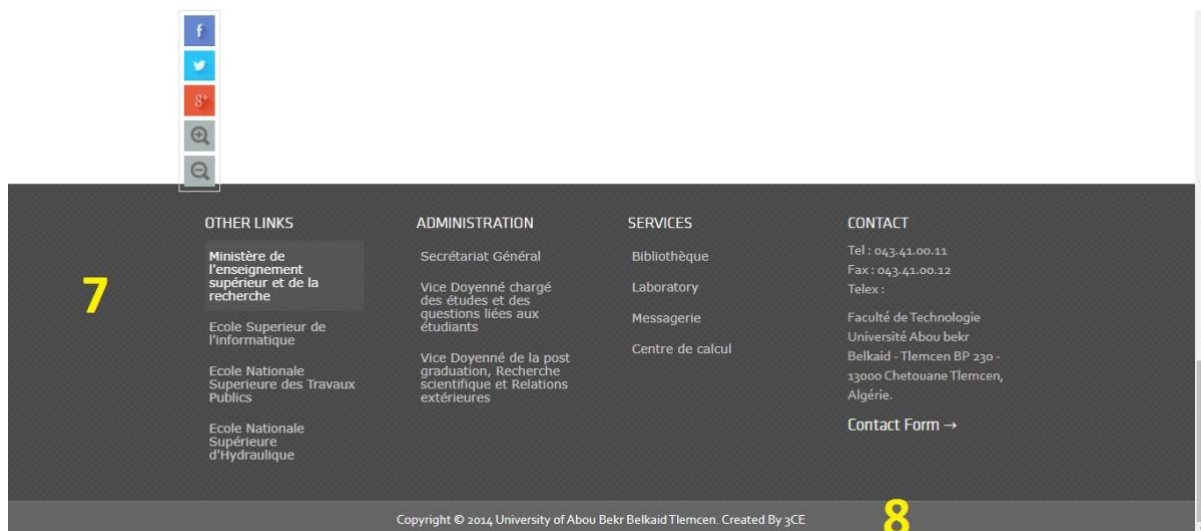 f
8+
OTHER LINKS
Ministère de
l'enseignement
supérieur et de la
recherche
Ecole Superieur de
l'informatique
Ecole Nationale
Superieure des Travaux
Publics
Ecole Nationale
Supérieure
d'Hydraulique
ADMINISTRATION
Secrétariat Général
Vice Doyenné chargé
des études et des
questions liées aux
étudiants
Vice Doyenné de la post
graduation, Recherche
scientifique et Relations
extérieures
SERVICES
Bibliothèque
Laboratory
Messagerie
Centre de calcul
CONTACT
Tel : 043.41.00.11
Fax : 043.41.00.12
Telex :
Faculté de Technologie
Université Abou bekr
Belkaid - Tlemcen BP 230 -
13000 Chetouane Tlemcen,
Algérie.
Contact Form →
7
Copyright © 2014 University of Abou Bekr Belkaid Tlemcen. Created By 3CE
8